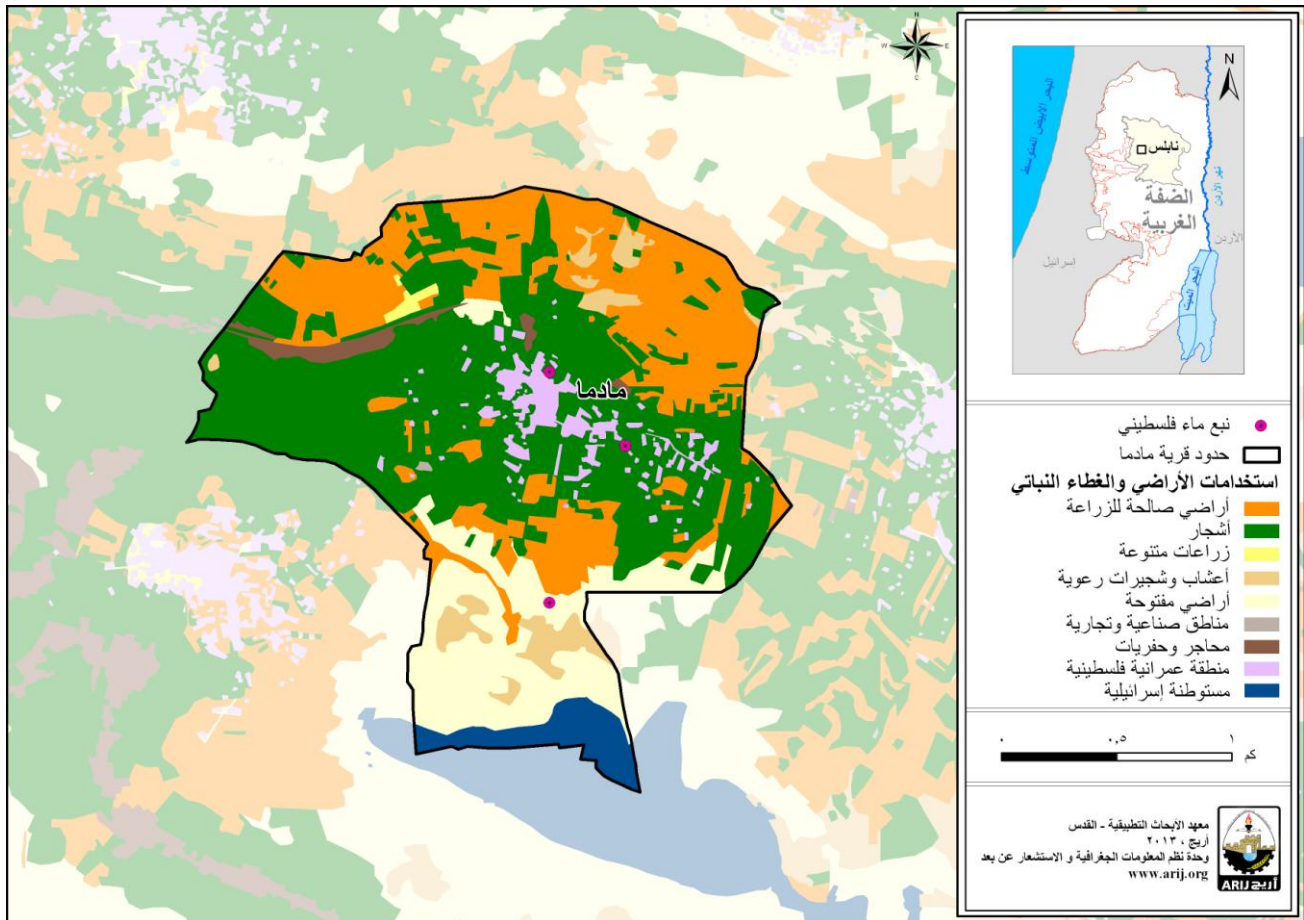 N
W
E
S
مادما
N
البحر الأبيض المتوسط
نابلس
نهر الأردن
الضفة
الغربية
الأردن
إسرائيل
البحر الميت
نبع ماء فلسطيني
حدود قرية مادما
استخدامات الأراضي والغطاء النباتي
أراضي صالحة للزراعة
أشجار
زراعات متنوعة
أعشاب وشجيرات رعوية
أراضي مفتوحة
مناطق صناعية وتجارية
محاجر وحفريات
منطقة عمرانية فلسطينية
مستوطنة إسرائيلية
٠ ٠,٥ ١ كم
معهد الأبحاث التطبيقية - القدس
أريج ، ٢٠١٣
وحدة نظم المعلومات الجغرافية و الاستشعار عن بعد
www.arij.org
ARIJ أريج